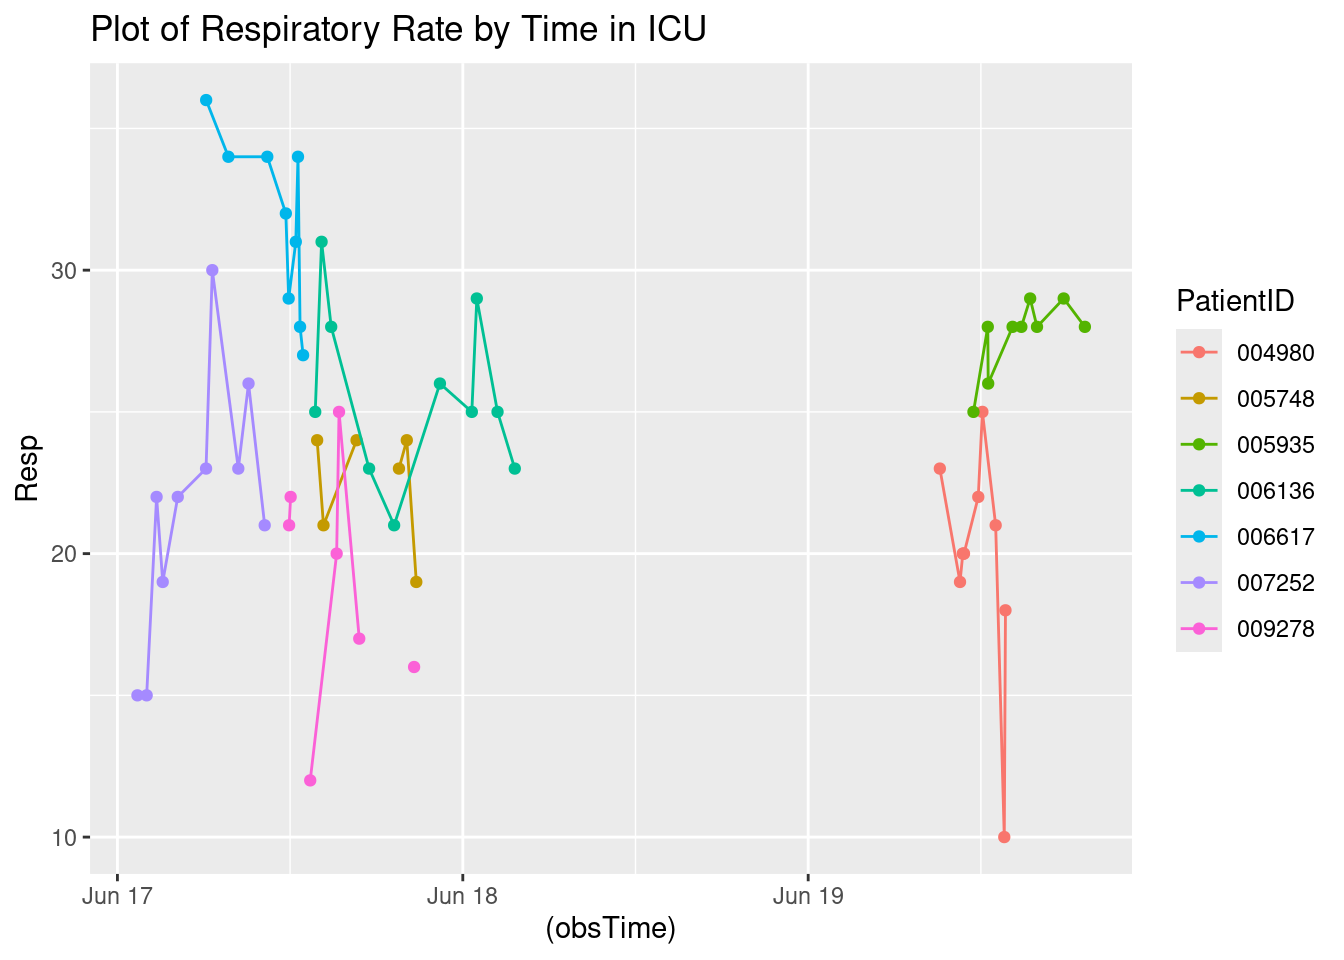 Plot of Respiratory Rate by Time in ICU
Resp
30
20
10
Jun 17
Jun 18
Jun 19
(obsTime)
PatientID
004980
005748
005935
006136
006617
007252
009278